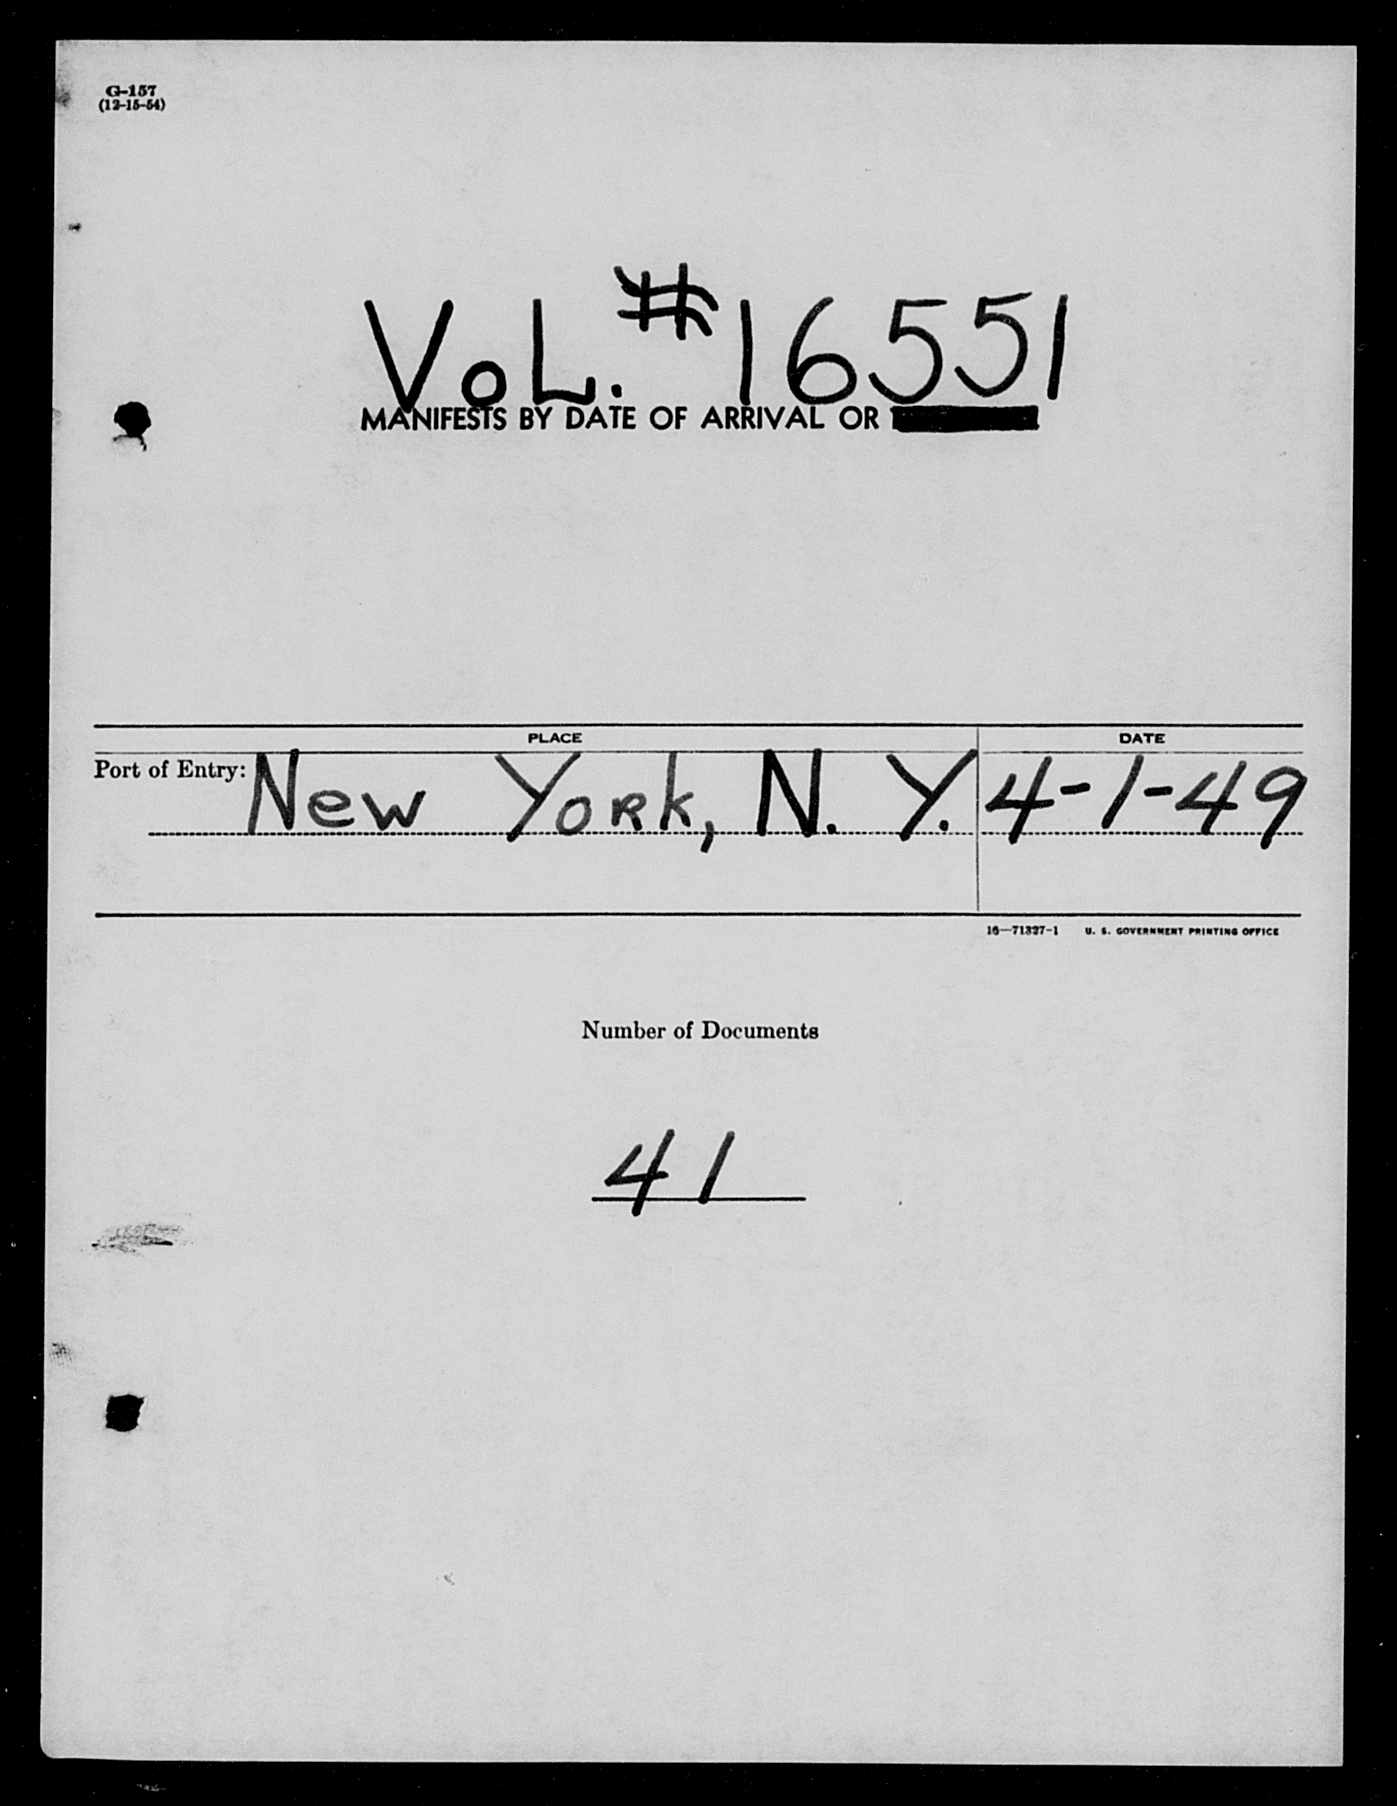 G-157
(12-15-54)
VoL. #16551
MANIFESTS BY DATE OF ARRIVAL OR
PLACE DATE
Port of Entry: New York, N. Y. 4-1-49
16—71327-1 U. S. GOVERNMENT PRINTING OFFICE
Number of Documents
41